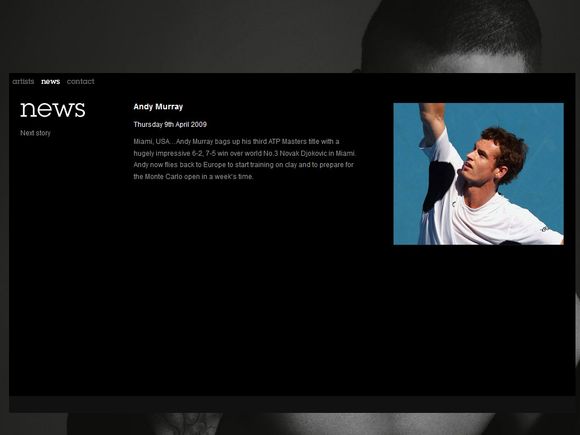 artists news contact
news
Next story
Andy Murray
Thursday 9th April 2009
Miami, USA... Andy Murray bags up his third ATP Masters title with a
hugely impressive 6-2, 7-5 win over world No.3 Novak Djokovic in Miami.
Andy now flies back to Europe to start training on clay and to prepare for
the Monte Carlo open in a week's time.